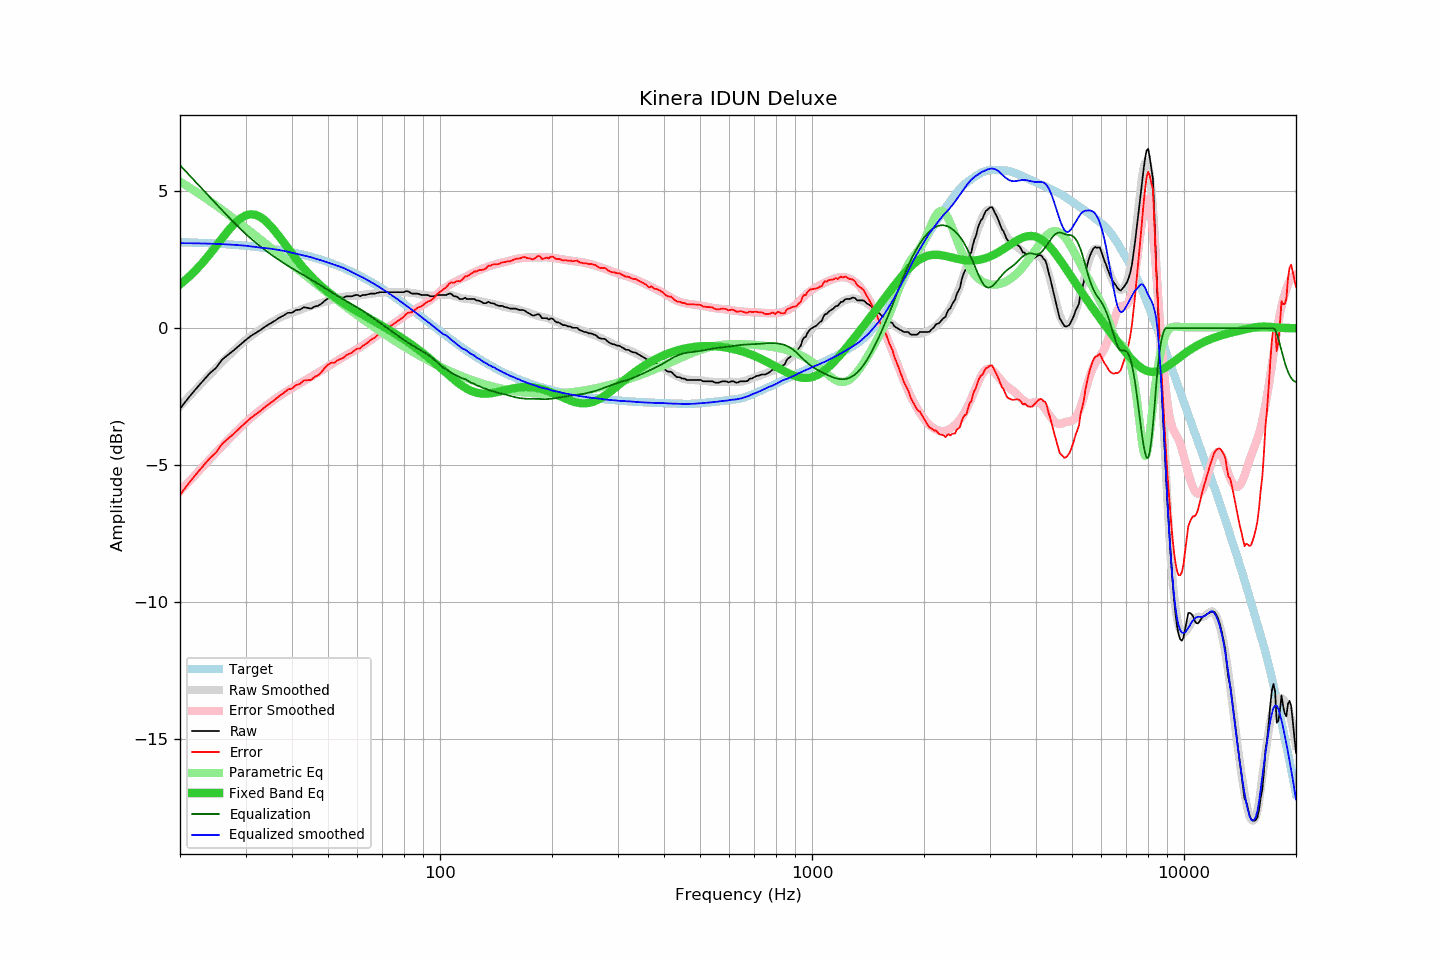 Kinera IDUN Deluxe
Amplitude (dBr)
5
0
−5
−10
−15
Target
Raw Smoothed
Error Smoothed
Raw
Error
Parametric Eq
Fixed Band Eq
Equalization
Equalized smoothed
100
1000
10000
Frequency (Hz)